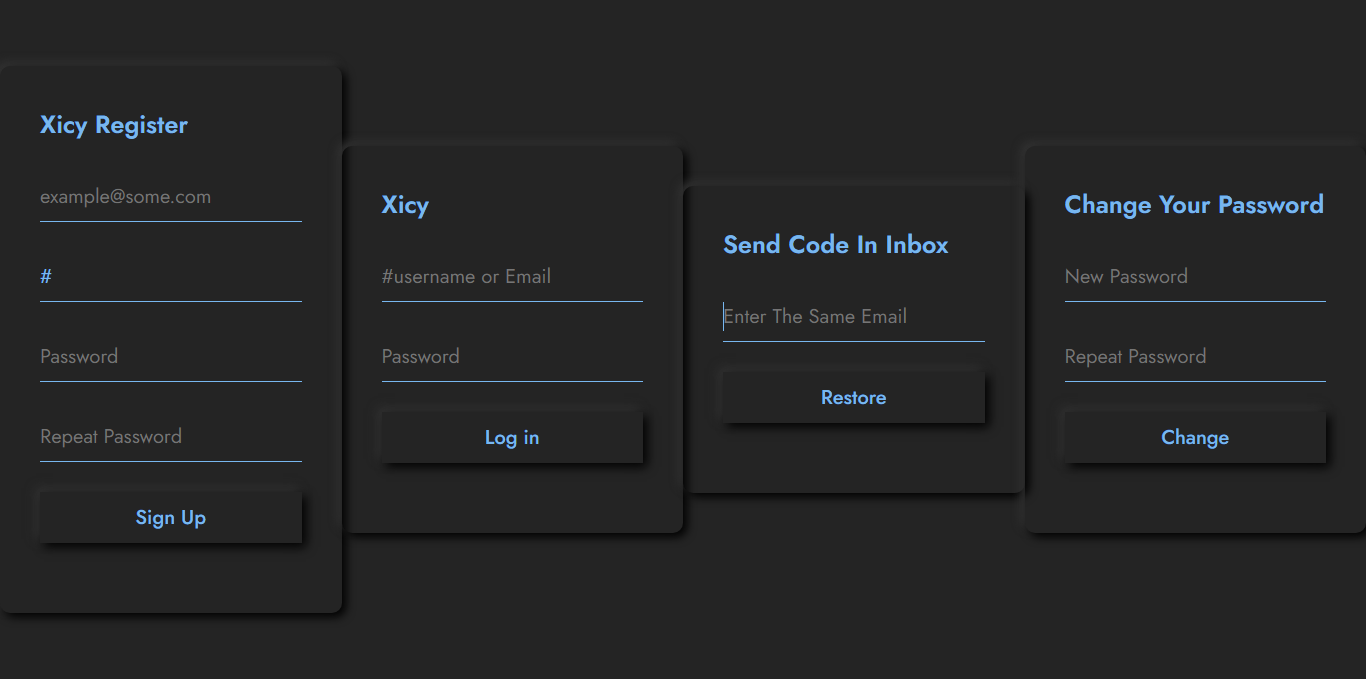 Xicy Register
example@some.com
#
Password
Repeat Password
Sign Up
Xicy
#username or Email
Password
Log in
Send Code In Inbox
Enter The Same Email
Restore
Change Your Password
New Password
Repeat Password
Change